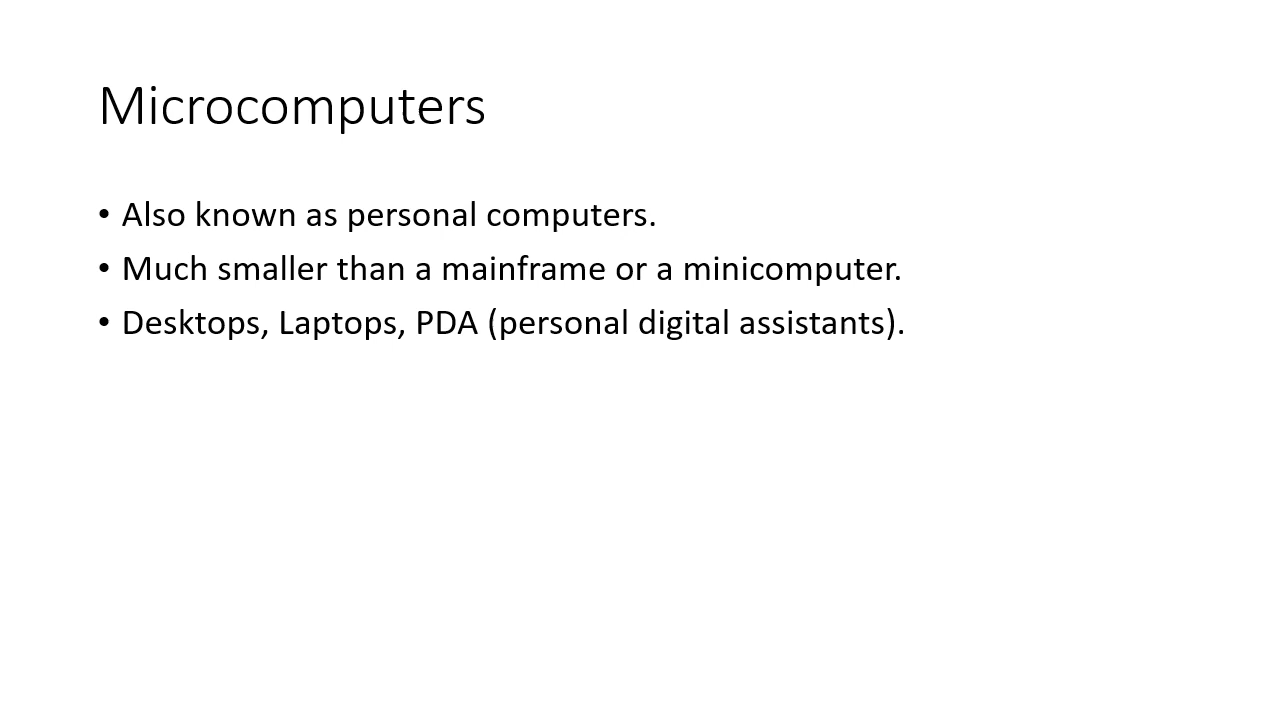 Microcomputers
• Also known as personal computers.
• Much smaller than a mainframe or a minicomputer.
• Desktops, Laptops, PDA (personal digital assistants).